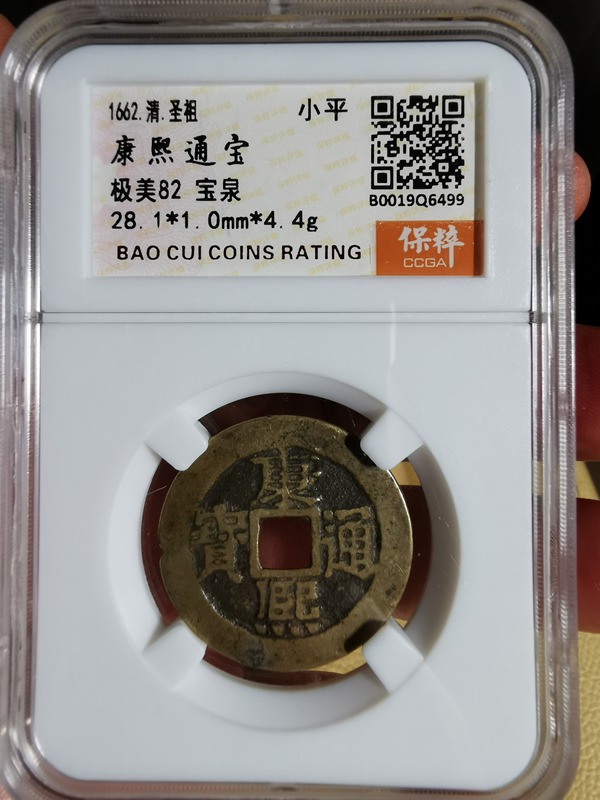 1662.清.圣祖 小平
康熙通宝
极美82 宝泉
28.1*1.0mm*4.4g
BAO CUI COINS RATING
B0019Q6499
保粹
CCGA
康熙通寶